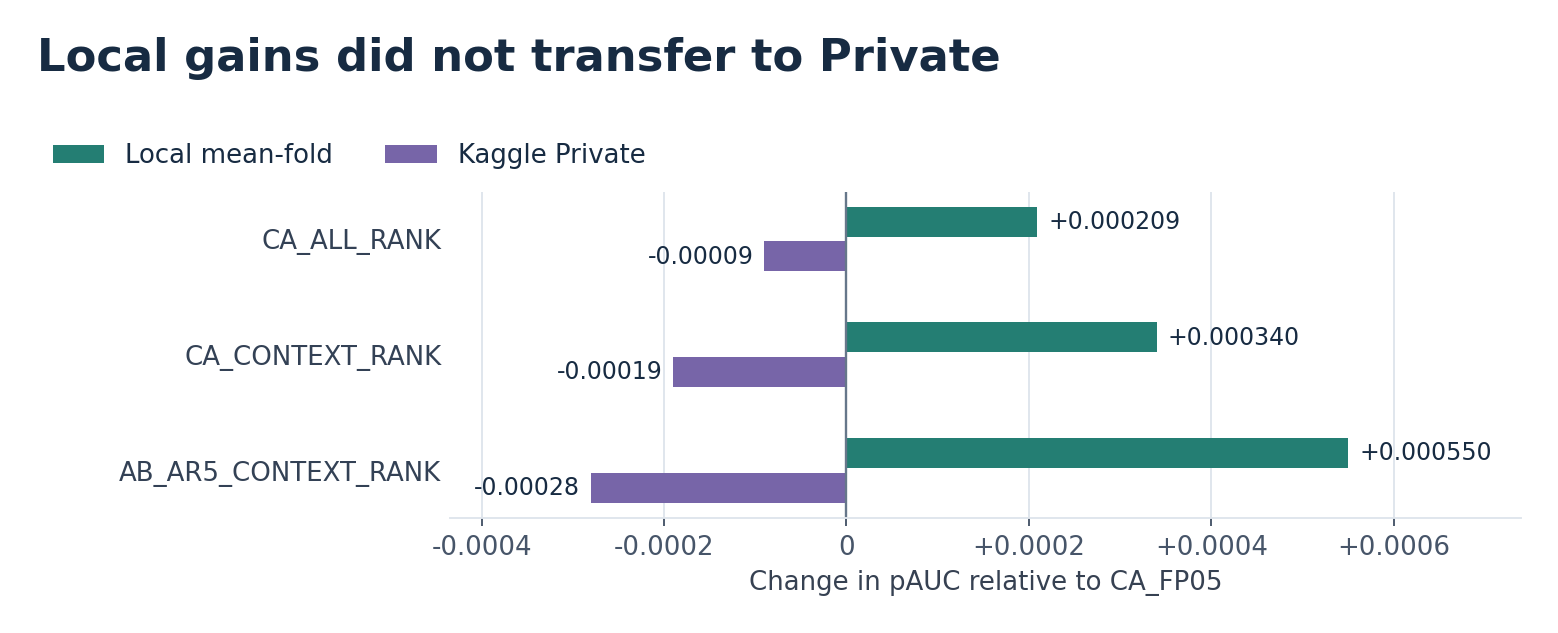 Local gains did not transfer to Private
Local mean-fold Kaggle Private
CA_ALL_RANK
+0.000209
-0.00009
CA_CONTEXT_RANK
+0.000340
-0.00019
AB_AR5_CONTEXT_RANK
+0.000550
-0.00028
-0.0004 -0.0002 0 +0.0002 +0.0004 +0.0006
Change in pAUC relative to CA_FP05